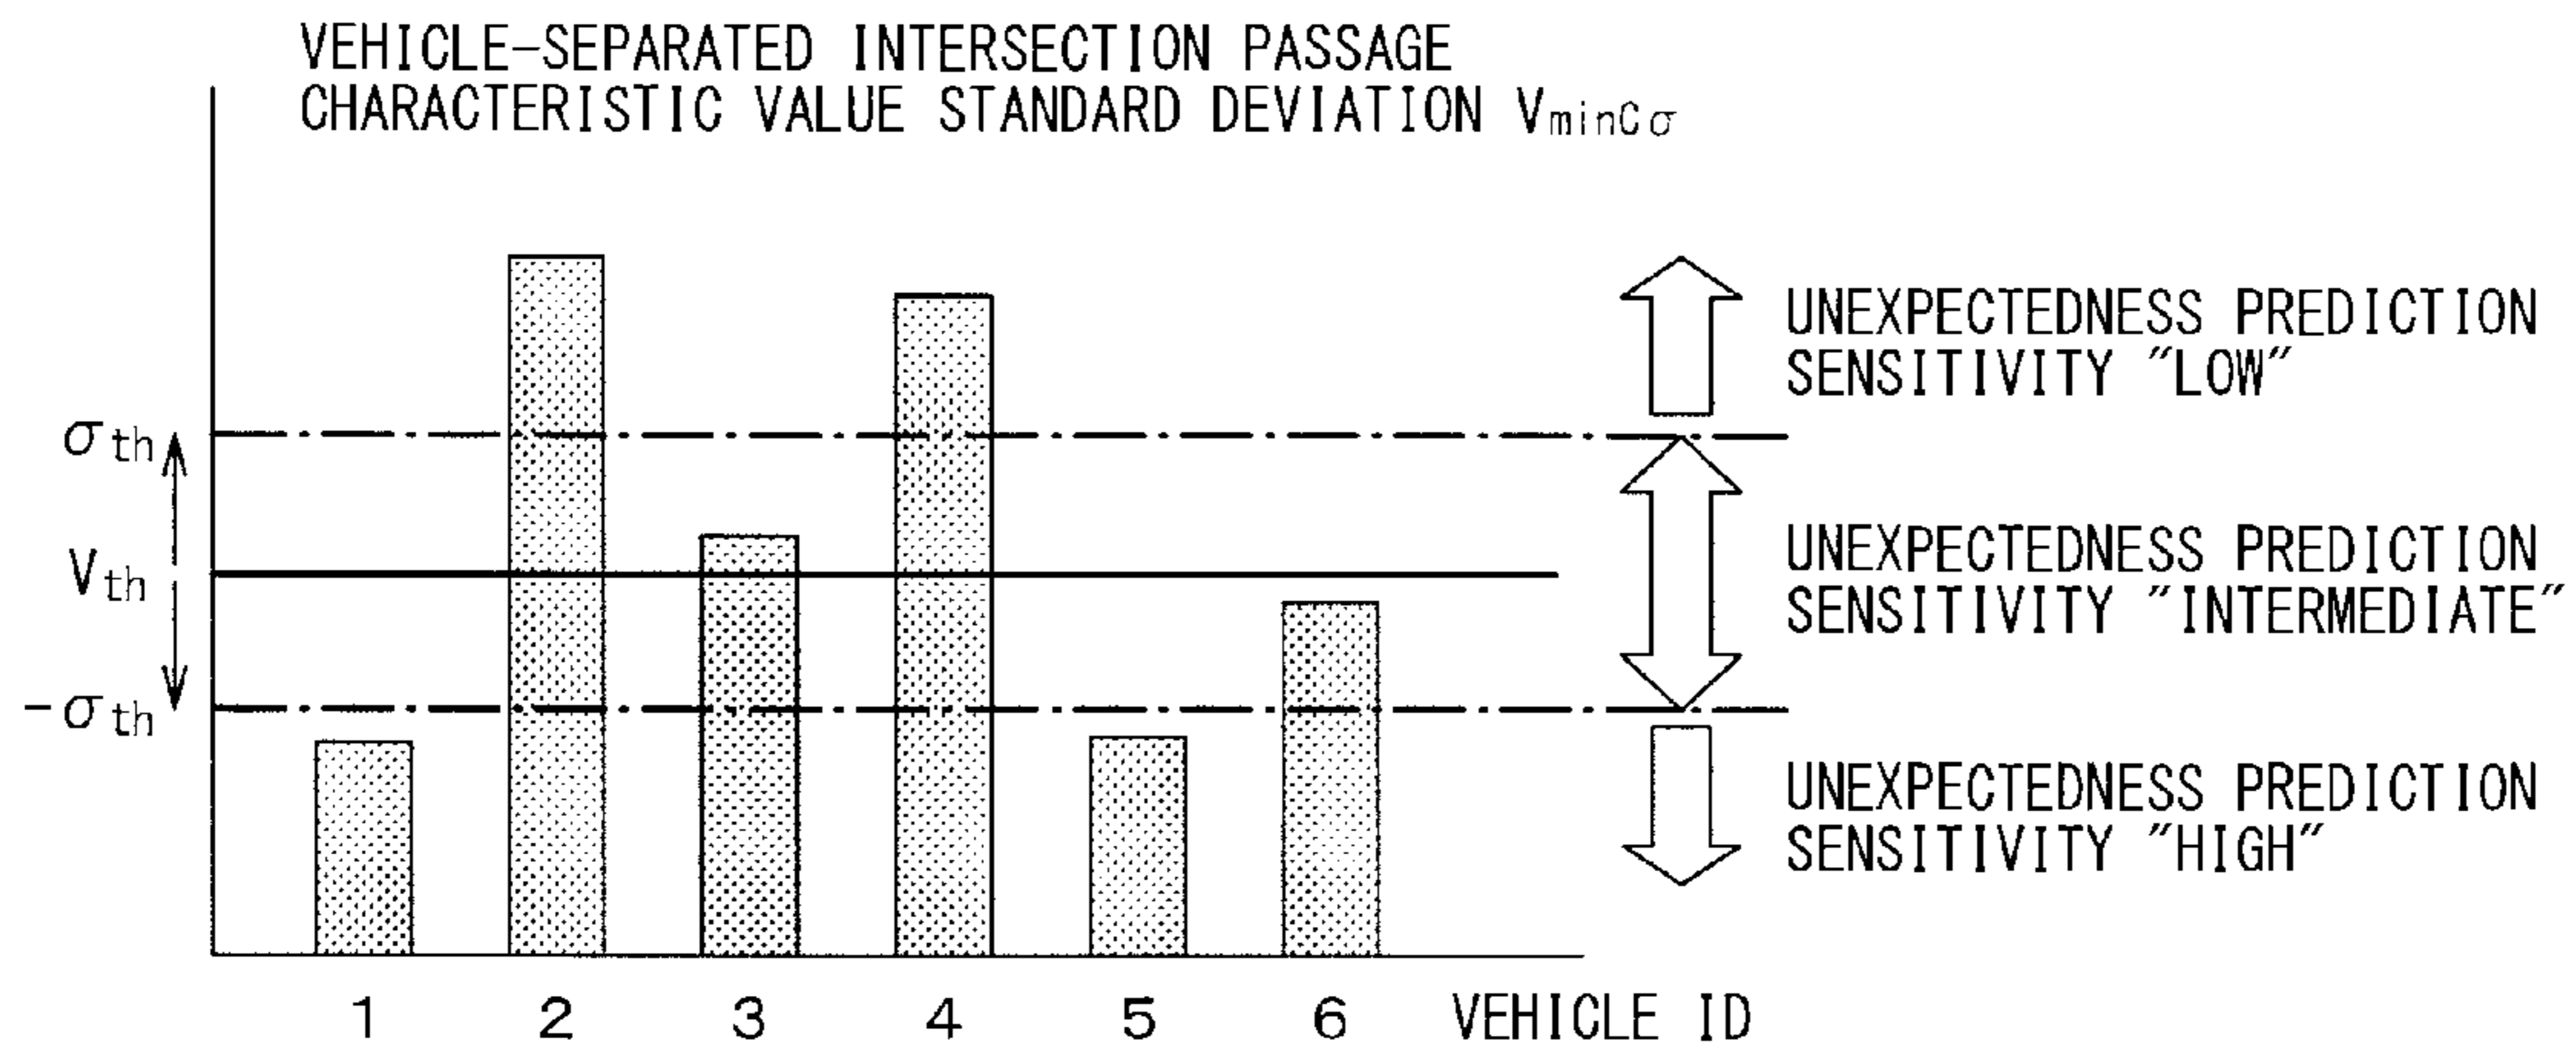 VEHICLE-SEPARATED INTERSECTION PASSAGE
CHARACTERISTIC VALUE STANDARD DEVIATION VminCσ
UNEXPECTEDNESS PREDICTION
SENSITIVITY "LOW"
σth
UNEXPECTEDNESS PREDICTION
SENSITIVITY "INTERMEDIATE"
Vth
-σth
UNEXPECTEDNESS PREDICTION
SENSITIVITY "HIGH"
1 2 3 4 5 6 VEHICLE ID